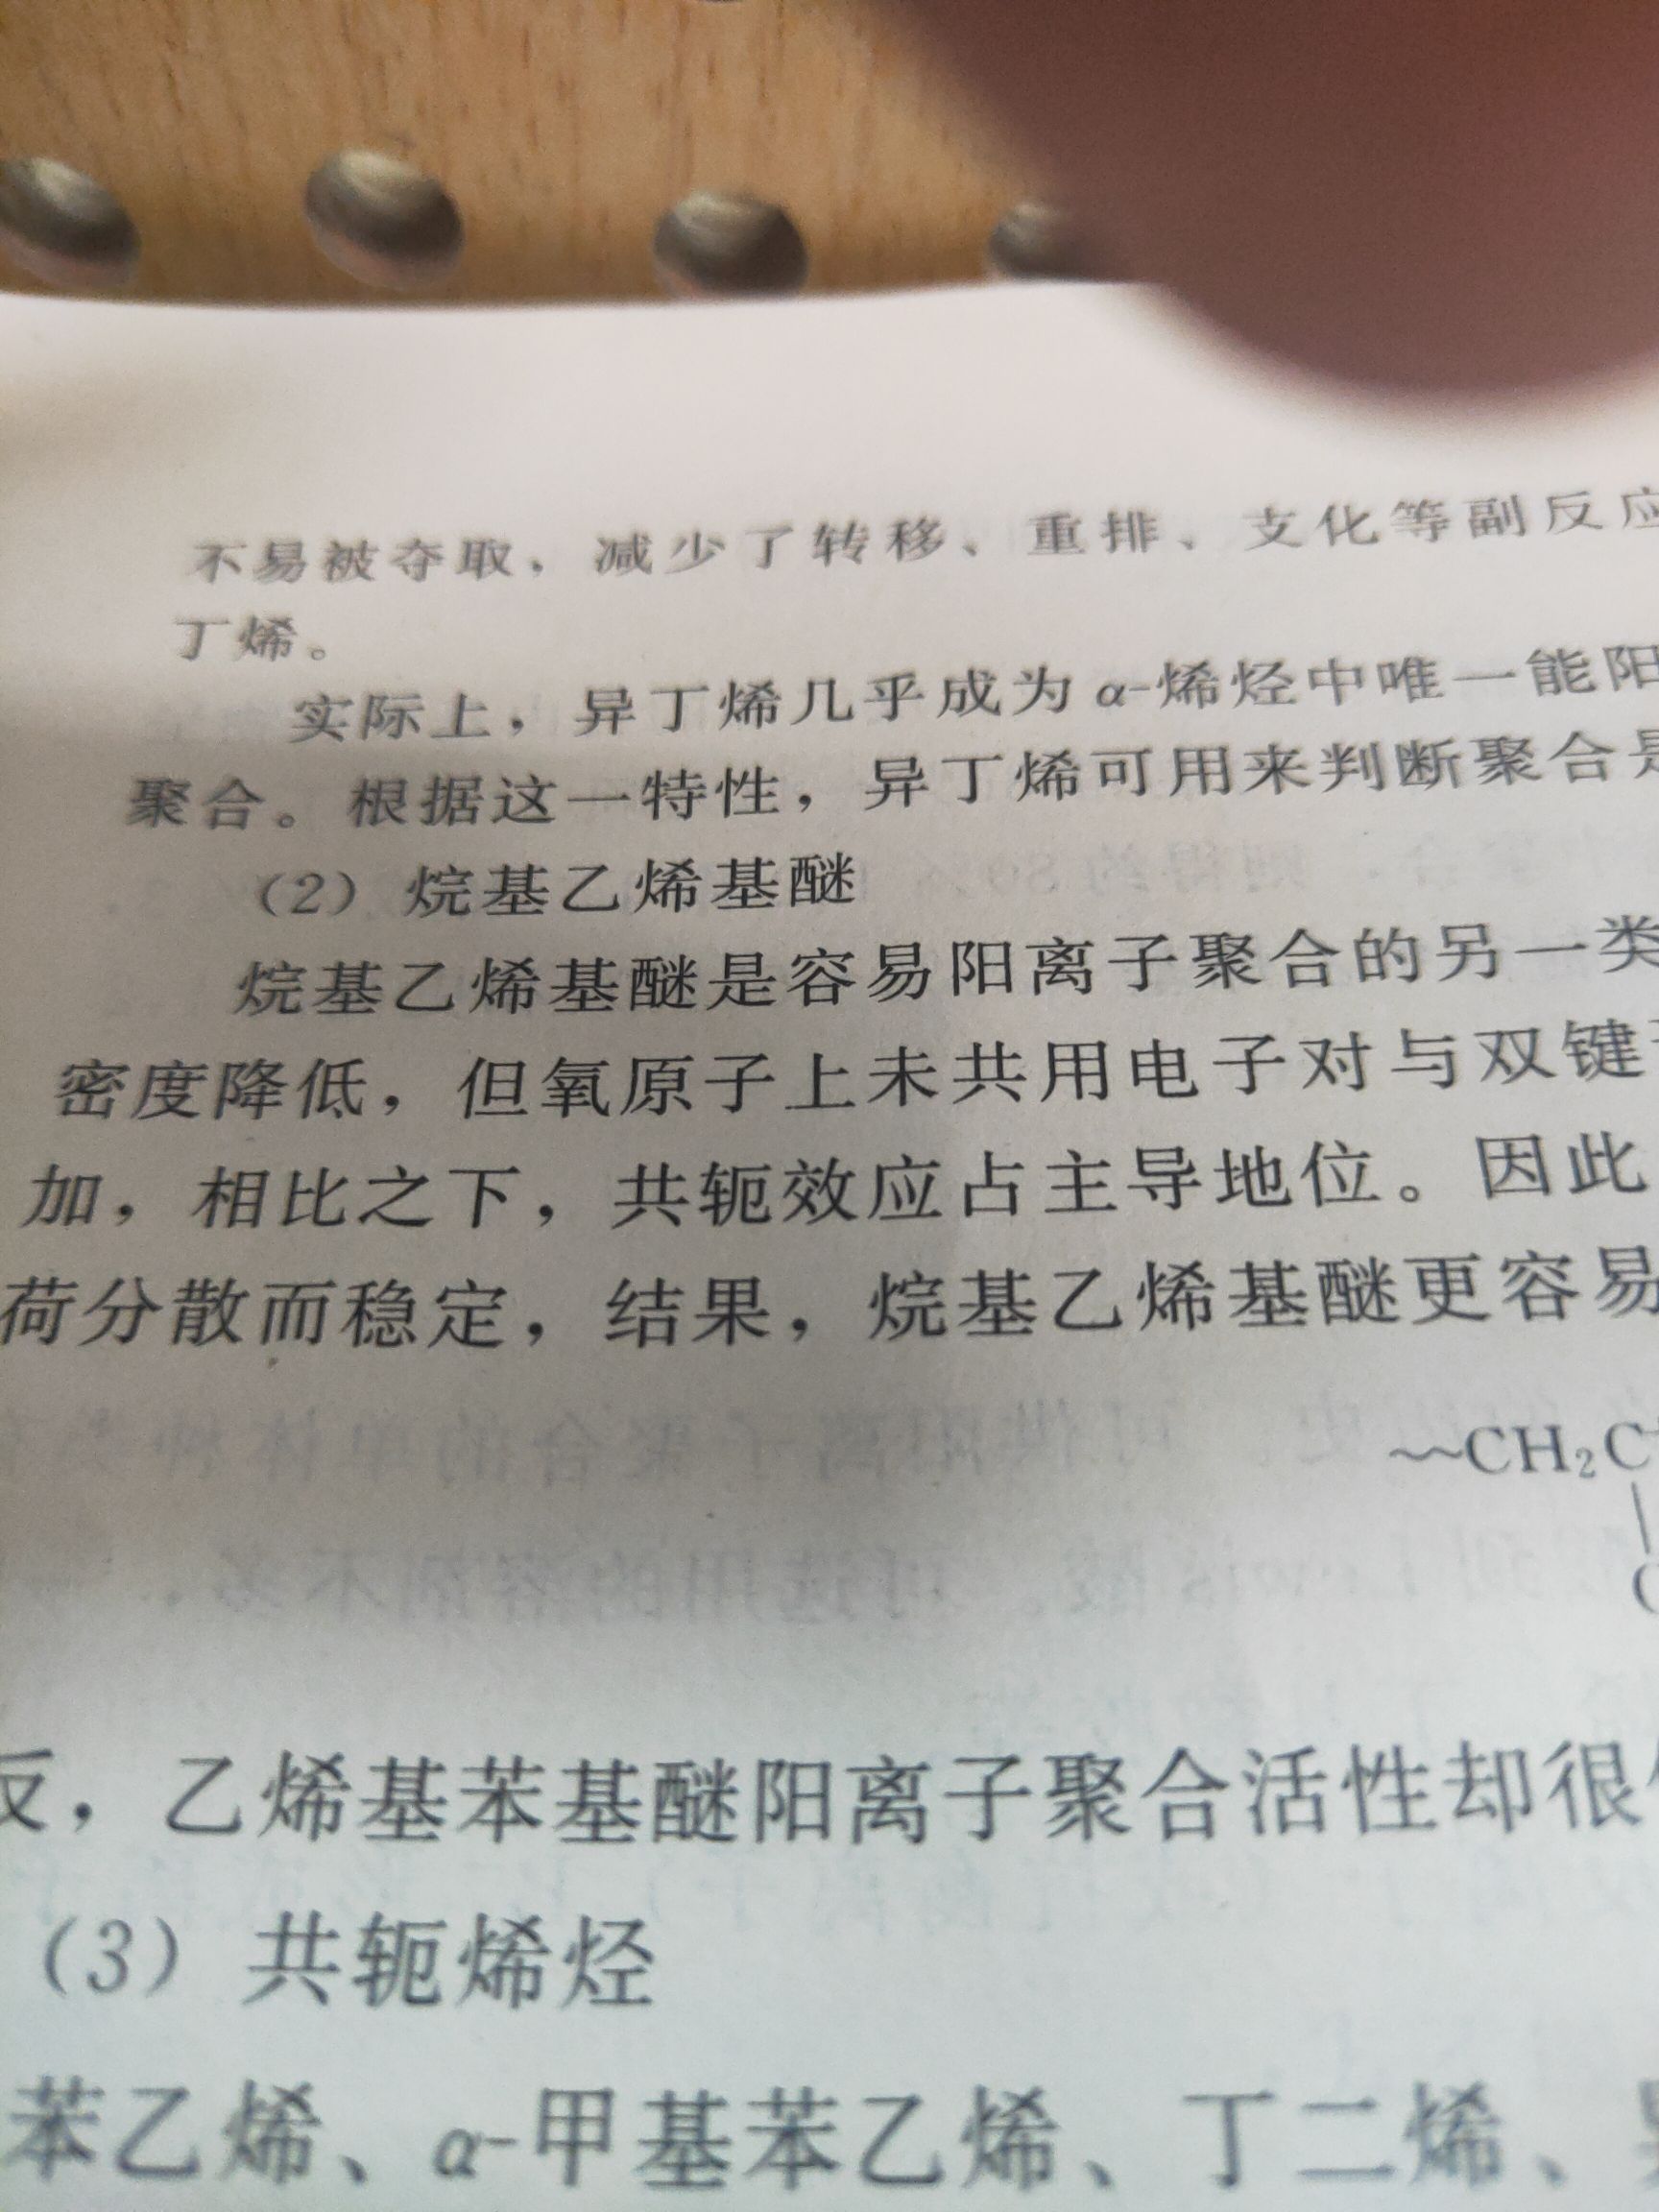 不易被夺取，减少了转移、重排、支化等副反应
丁烯。
实际上，异丁烯几乎成为α-烯烃中唯一能阳
聚合。根据这一特性，异丁烯可用来判断聚合是
（2）烷基乙烯基醚
烷基乙烯基醚是容易阳离子聚合的另一类
密度降低，但氧原子上未共用电子对与双键
加，相比之下，共轭效应占主导地位。因此
荷分散而稳定，结果，烷基乙烯基醚更容易
~~CH₂C⁺
反，乙烯基苯基醚阳离子聚合活性却很
（3）共轭烯烃
苯乙烯、α-甲基苯乙烯、丁二烯、